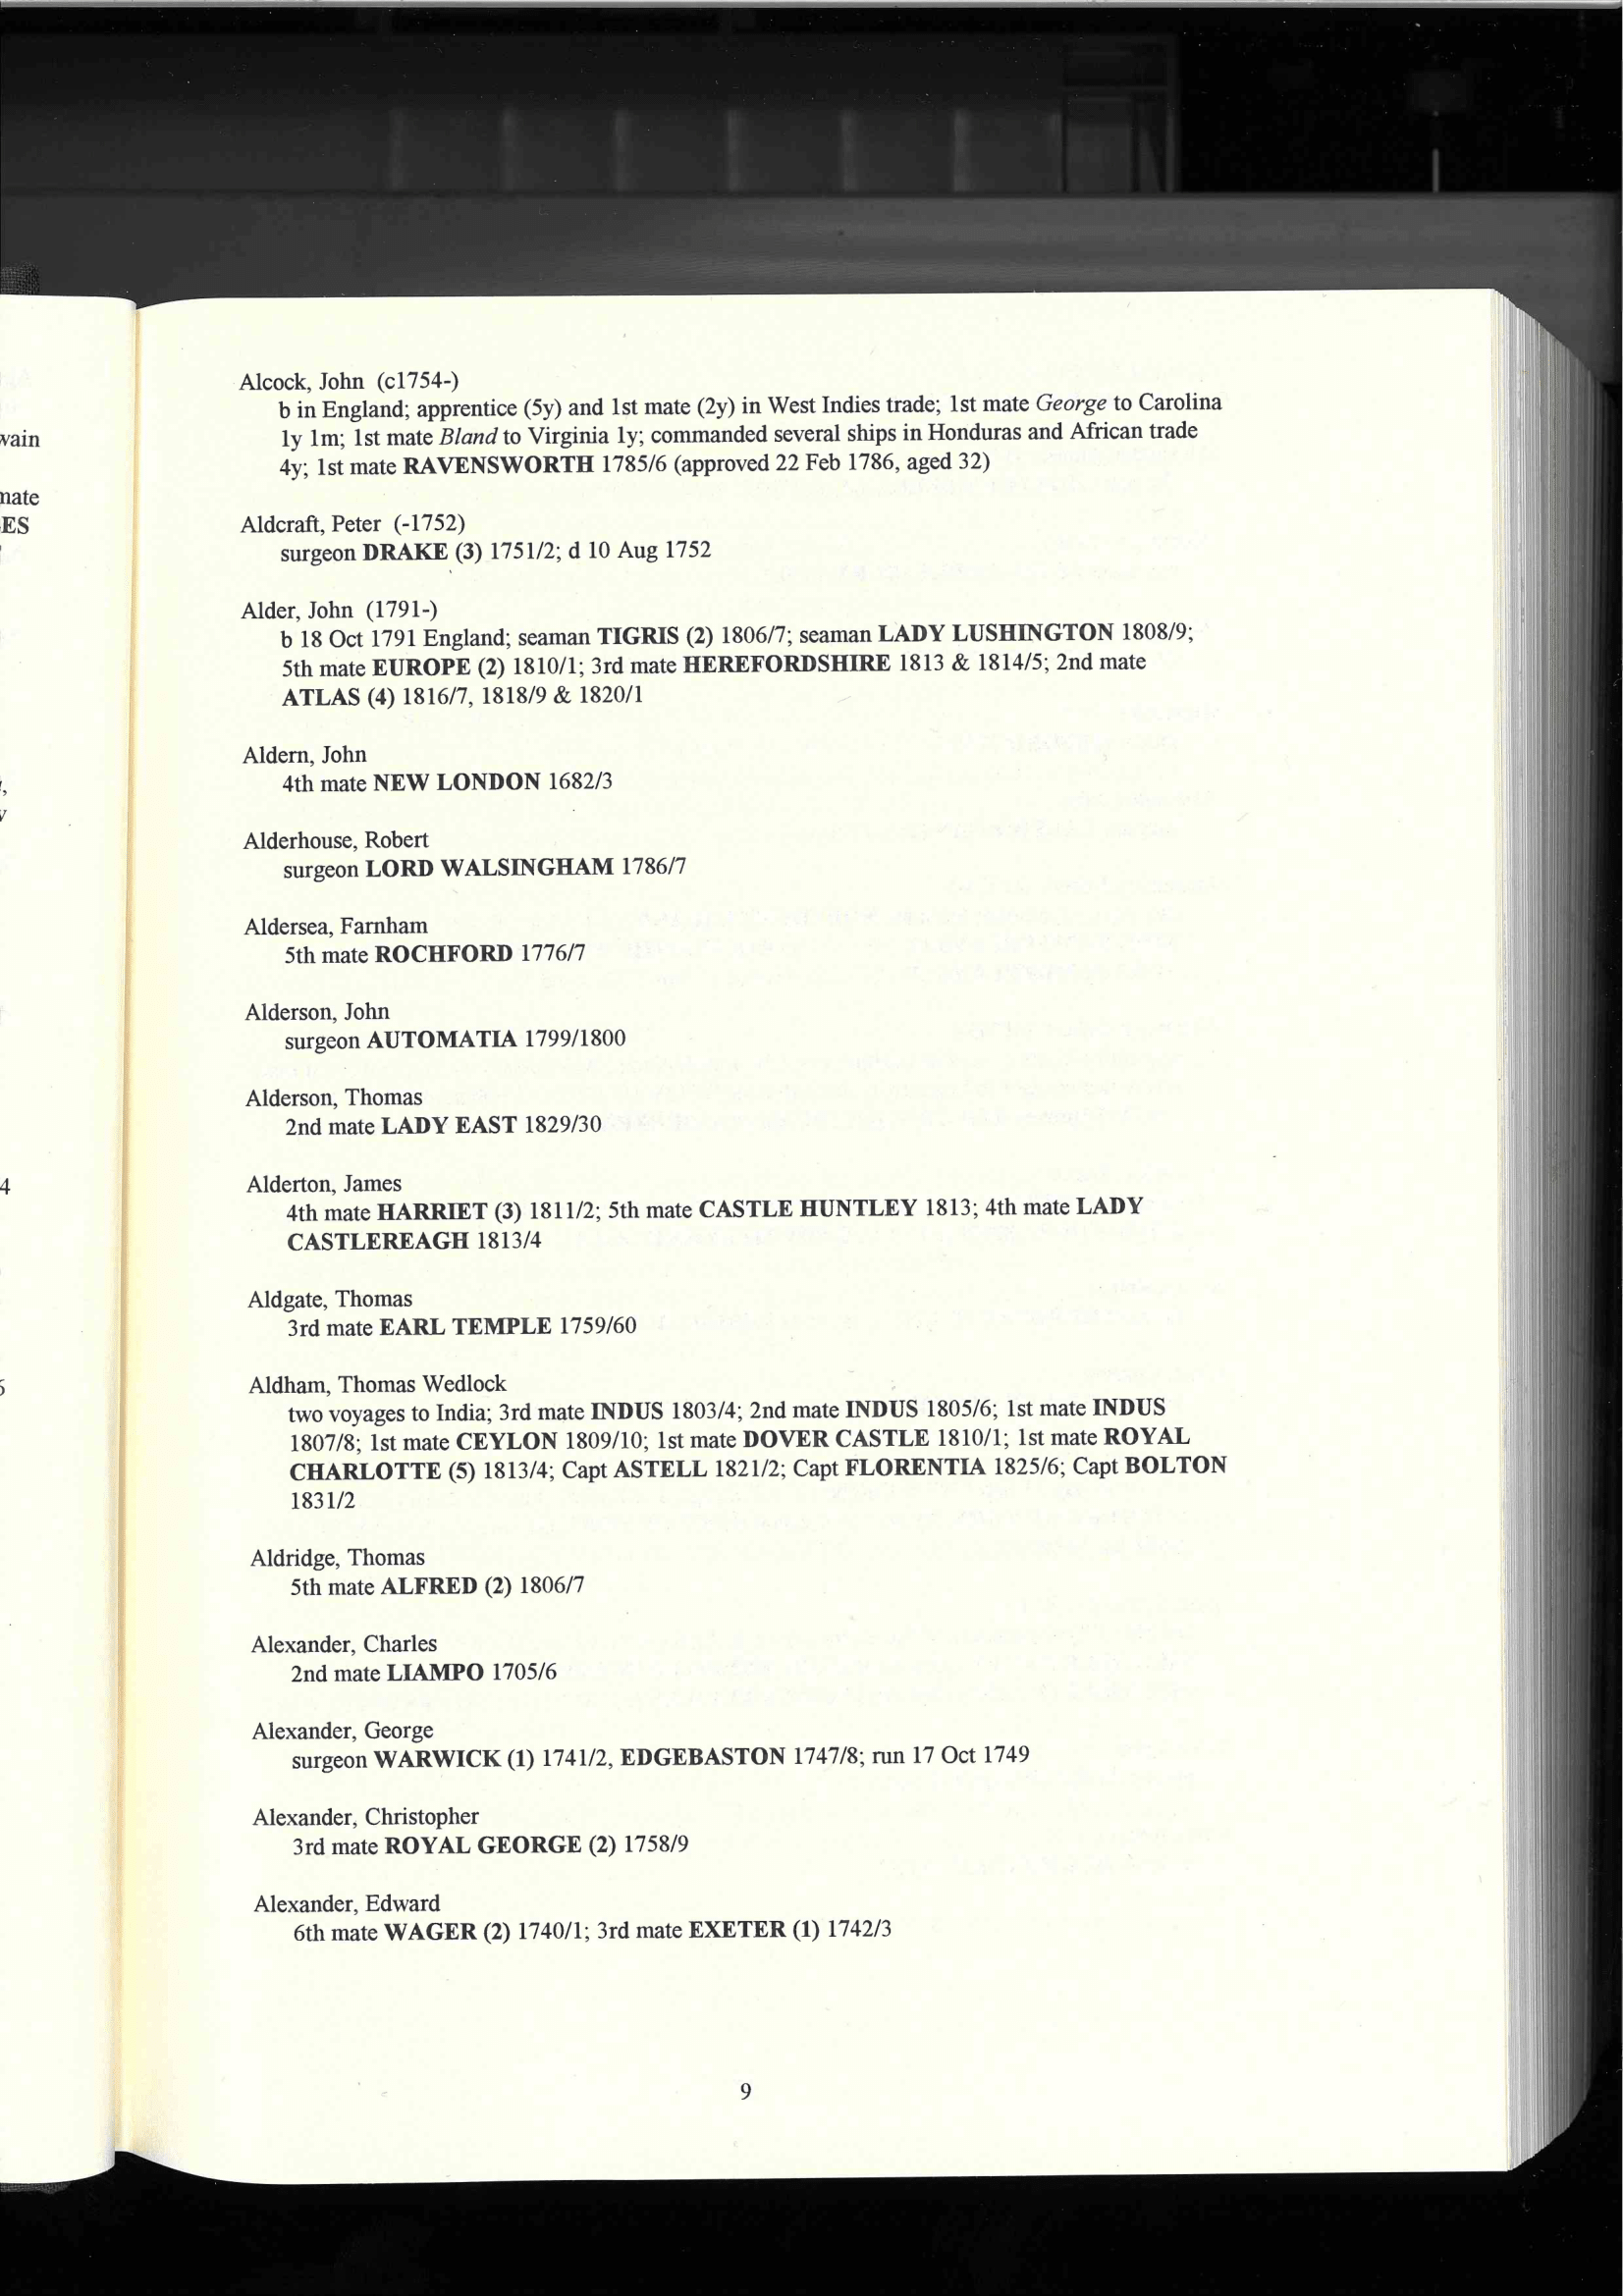 Alcock, John (c1754-)
b in England; apprentice (5y) and 1st mate (2y) in West Indies trade; 1st mate George to Carolina
1y 1m; 1st mate Bland to Virginia 1y; commanded several ships in Honduras and African trade
4y; 1st mate RAVENSWORTH 1785/6 (approved 22 Feb 1786, aged 32)
Aldcraft, Peter (-1752)
surgeon DRAKE (3) 1751/2; d 10 Aug 1752
Alder, John (1791-)
b 18 Oct 1791 England; seaman TIGRIS (2) 1806/7; seaman LADY LUSHINGTON 1808/9;
5th mate EUROPE (2) 1810/1; 3rd mate HEREFORDSHIRE 1813 & 1814/5; 2nd mate
ATLAS (4) 1816/7, 1818/9 & 1820/1
Aldern, John
4th mate NEW LONDON 1682/3
Alderhouse, Robert
surgeon LORD WALSINGHAM 1786/7
Aldersea, Farnham
5th mate ROCHFORD 1776/7
Alderson, John
surgeon AUTOMATIA 1799/1800
Alderson, Thomas
2nd mate LADY EAST 1829/30
Alderton, James
4th mate HARRIET (3) 1811/2; 5th mate CASTLE HUNTLEY 1813; 4th mate LADY
CASTLEREAGH 1813/4
Aldgate, Thomas
3rd mate EARL TEMPLE 1759/60
Aldham, Thomas Wedlock
two voyages to India; 3rd mate INDUS 1803/4; 2nd mate INDUS 1805/6; 1st mate INDUS
1807/8; 1st mate CEYLON 1809/10; 1st mate DOVER CASTLE 1810/1; 1st mate ROYAL
CHARLOTTE (5) 1813/4; Capt ASTELL 1821/2; Capt FLORENTIA 1825/6; Capt BOLTON
1831/2
Aldridge, Thomas
5th mate ALFRED (2) 1806/7
Alexander, Charles
2nd mate LIAMPO 1705/6
Alexander, George
surgeon WARWICK (1) 1741/2, EDGEBASTON 1747/8; run 17 Oct 1749
Alexander, Christopher
3rd mate ROYAL GEORGE (2) 1758/9
Alexander, Edward
6th mate WAGER (2) 1740/1; 3rd mate EXETER (1) 1742/3
9